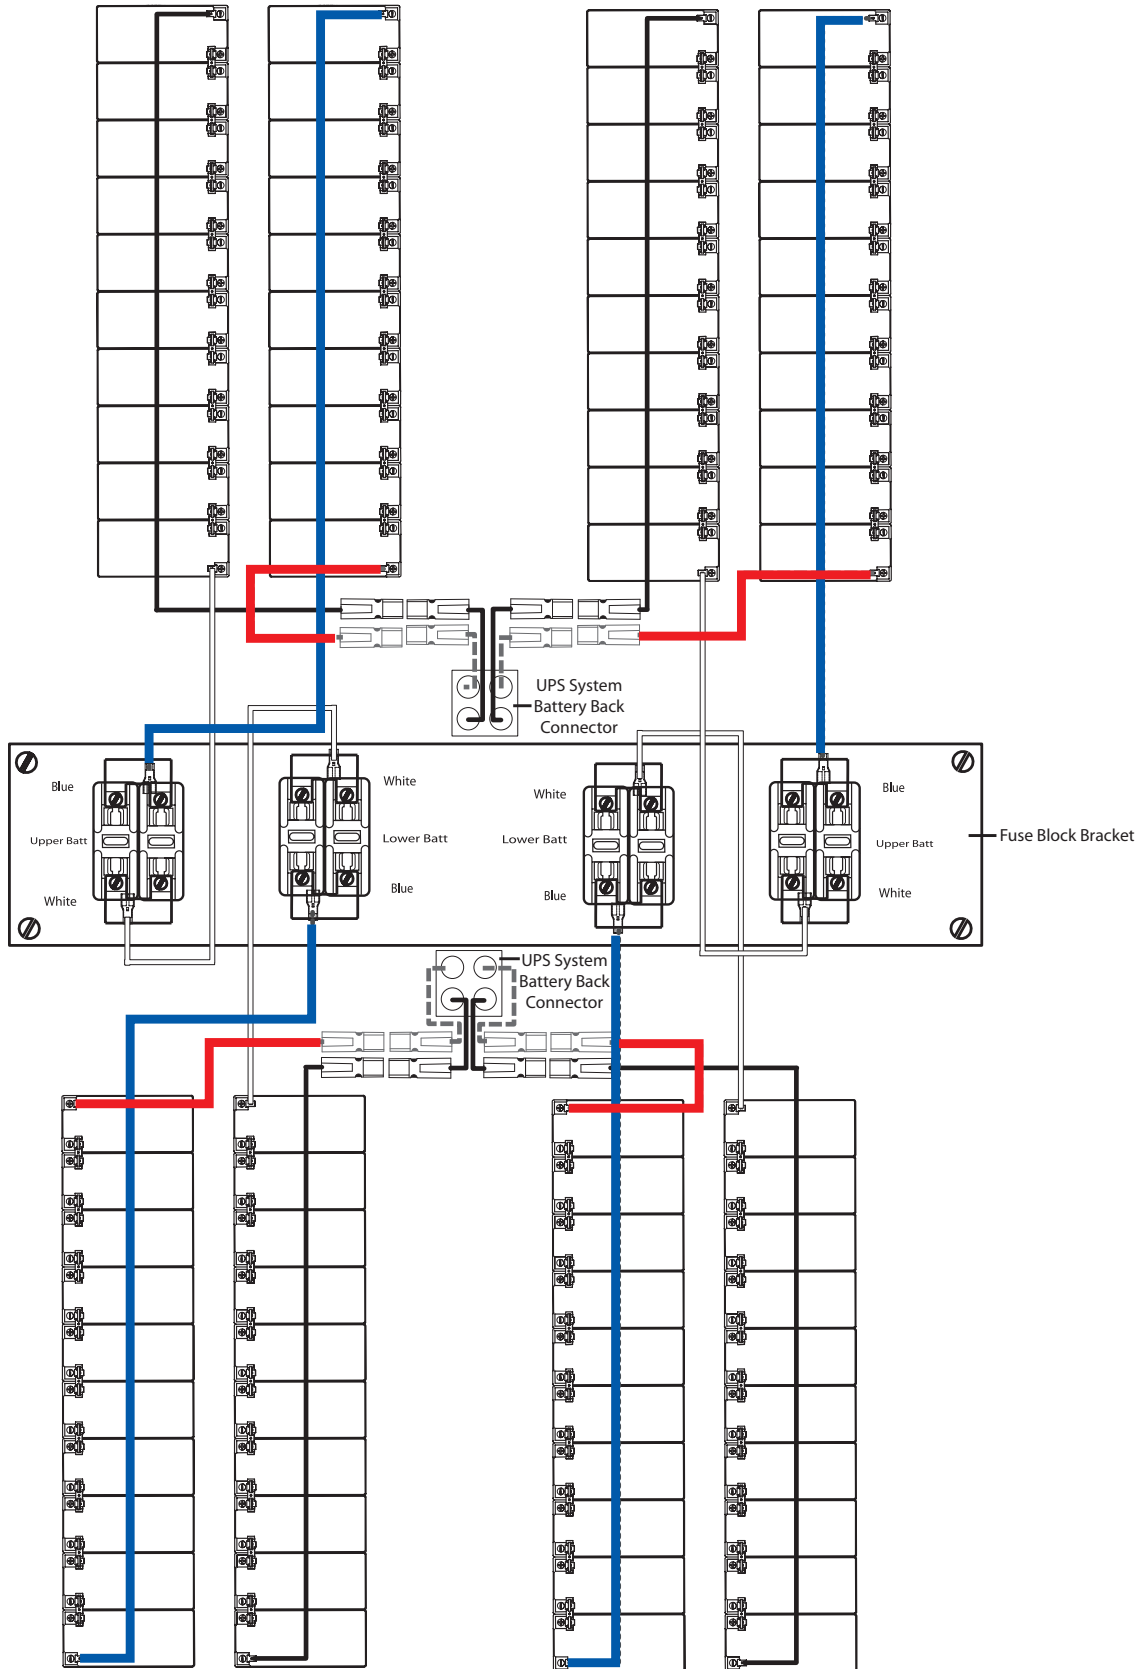 UPS System
Battery Back
Connector
Blue
White
White
Blue
Upper Batt
Lower Batt
Lower Batt
Upper Batt
Fuse Block Bracket
White
Blue
Blue
White
UPS System
Battery Back
Connector